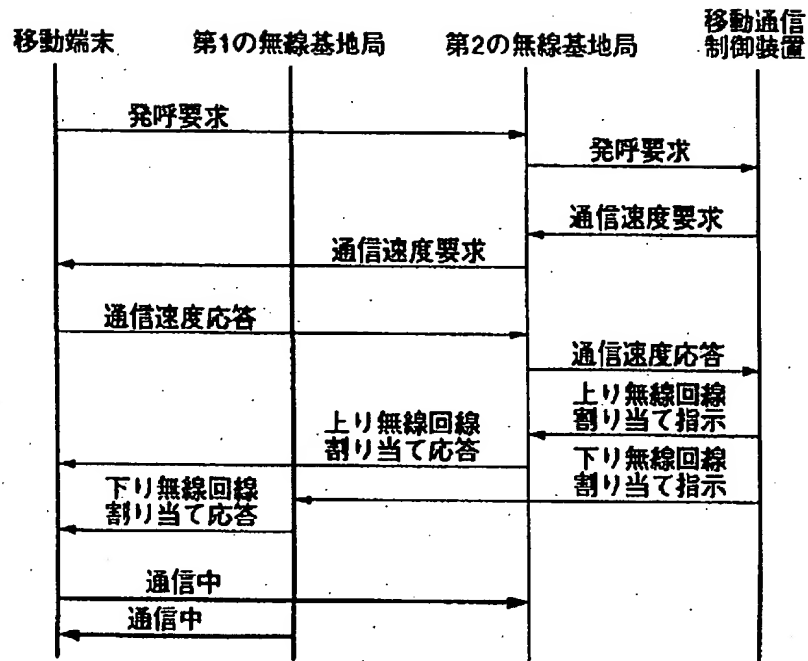 移動端末
第1の無線基地局
第2の無線基地局
移動通信
制御装置
発呼要求
発呼要求
通信速度要求
通信速度要求
通信速度応答
通信速度応答
上り無線回線
割り当て指示
上り無線回線
割り当て応答
下り無線回線
割り当て指示
下り無線回線
割り当て応答
通信中
通信中